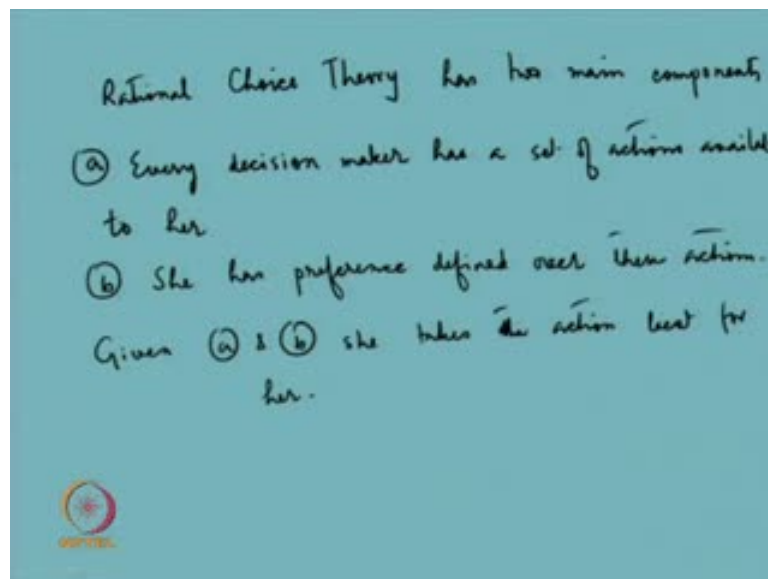 Rational Choice Theory has two main components
ⓐ Every decision maker has a set of actions availab
to her
ⓑ She has preference defined over these actions.
Given ⓐ & ⓑ she takes the action best for
her.
NPTEL